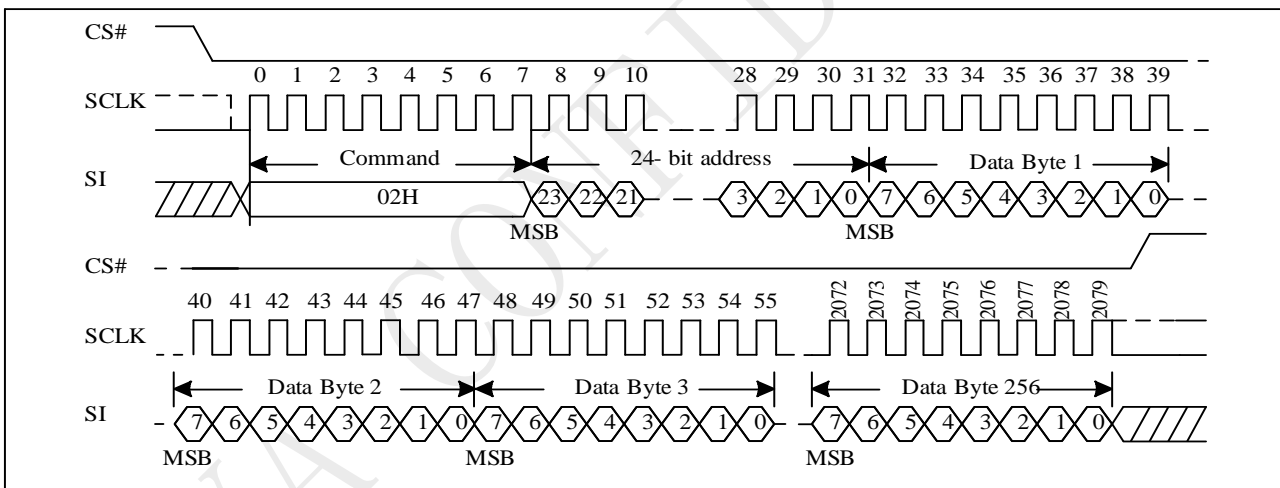 CS#
0 1 2 3 4 5 6 7 8 9 10 28 29 30 31 32 33 34 35 36 37 38 39
SCLK
Command 24- bit address Data Byte 1
SI
02H 23 22 21 3 2 1 0 7 6 5 4 3 2 1 0
MSB MSB
CS#
40 41 42 43 44 45 46 47 48 49 50 51 52 53 54 55 2072 2073 2074 2075 2076 2077 2078 2079
SCLK
Data Byte 2 Data Byte 3 Data Byte 256
SI
7 6 5 4 3 2 1 0 7 6 5 4 3 2 1 0 7 6 5 4 3 2 1 0
MSB MSB MSB